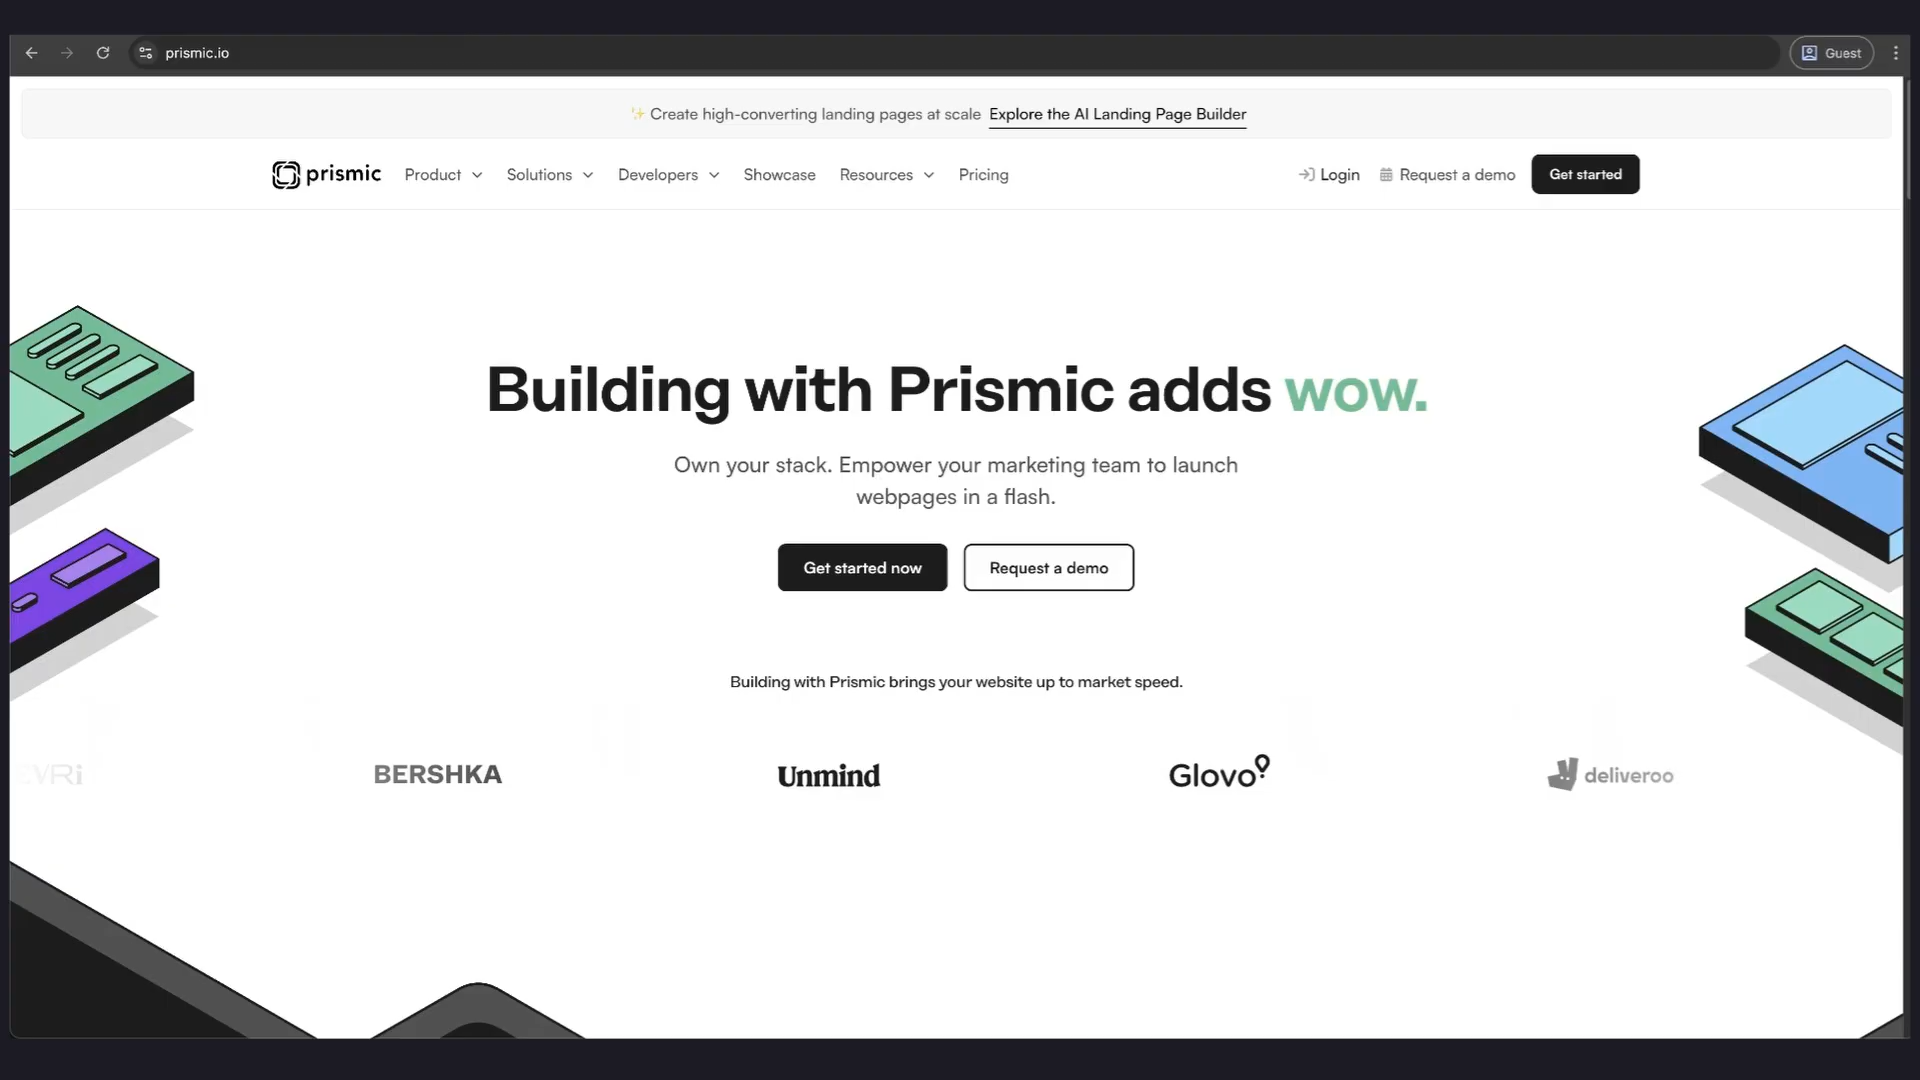 prismic.io
Guest
✨ Create high-converting landing pages at scale Explore the AI Landing Page Builder
prismic Product Solutions Developers Showcase Resources Pricing Login Request a demo Get started
Building with Prismic adds wow.
Own your stack. Empower your marketing team to launch
webpages in a flash.
Get started now Request a demo
Building with Prismic brings your website up to market speed.
BERSHKA Unmind Glovo deliveroo